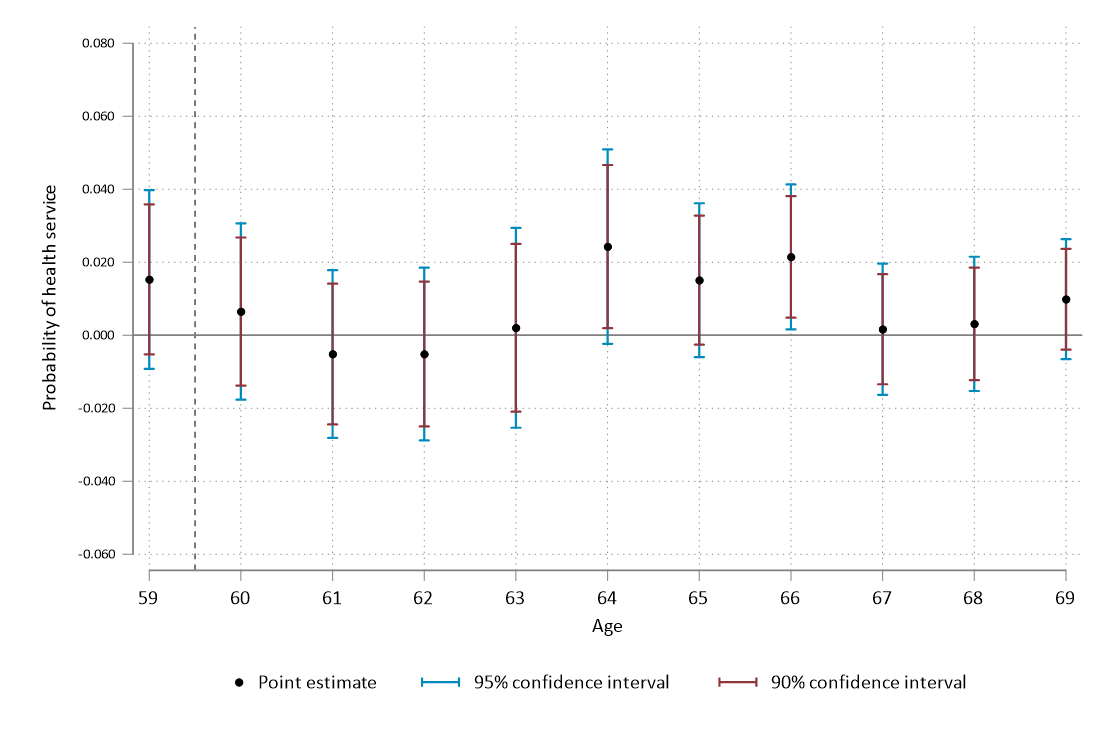 0.080
0.060
0.040
0.020
0.000
-0.020
-0.040
-0.060
Probability of health service
59 60 61 62 63 64 65 66 67 68 69
Age
Point estimate 95% confidence interval 90% confidence interval